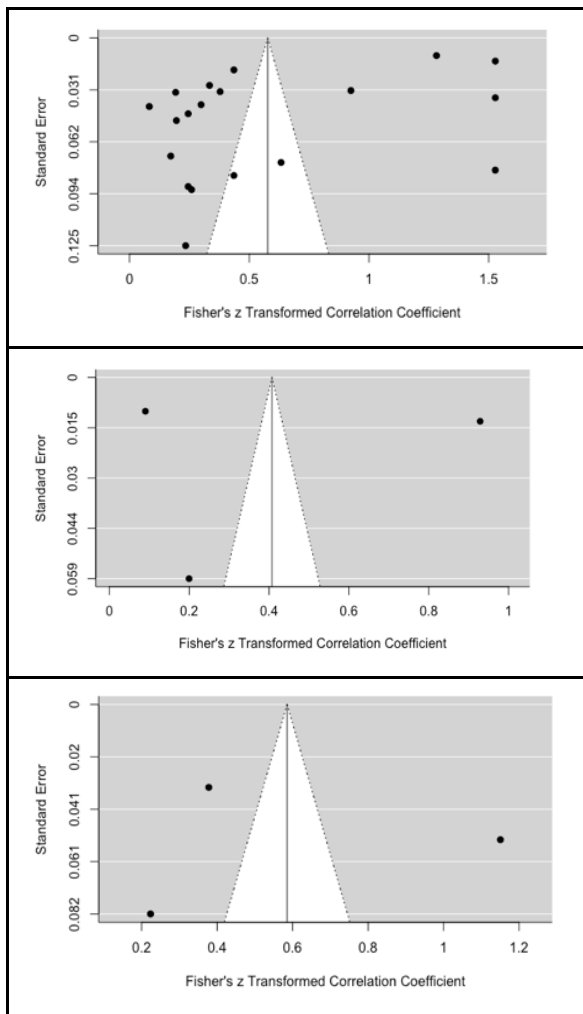 0
0.031
0.062
0.094
0.125
Standard Error
0 0.5 1 1.5
Fisher's z Transformed Correlation Coefficient
0
0.015
0.03
0.044
0.059
Standard Error
0 0.2 0.4 0.6 0.8 1
Fisher's z Transformed Correlation Coefficient
0
0.02
0.041
0.061
0.082
Standard Error
0.2 0.4 0.6 0.8 1 1.2
Fisher's z Transformed Correlation Coefficient